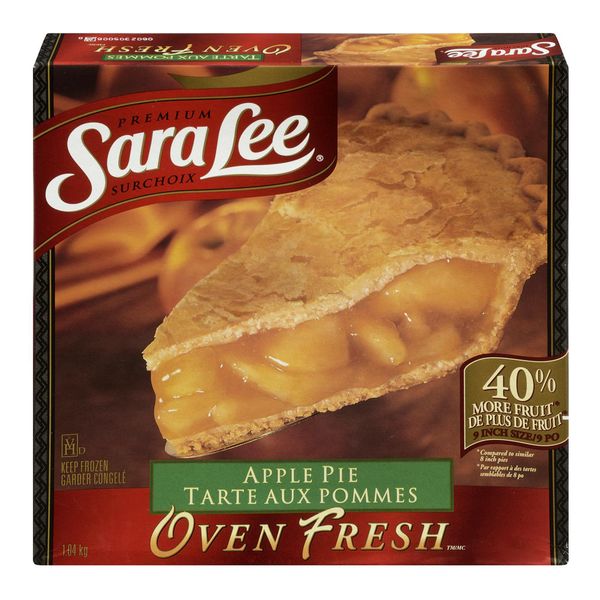 OVEN FRESH
TARTE AUX POMMES
Sara Lee
PREMIUM
Sara Lee®
SURCHOIX
40%
MORE FRUIT*
DE PLUS DE FRUIT*
9 INCH SIZE/9 PO
*Compared to similar
8 inch pies
*Par rapport à des tartes
semblables de 8 po
KEEP FROZEN
GARDER CONGELÉ
APPLE PIE
TARTE AUX POMMES
OVEN FRESH
TM/MC
1.04 kg